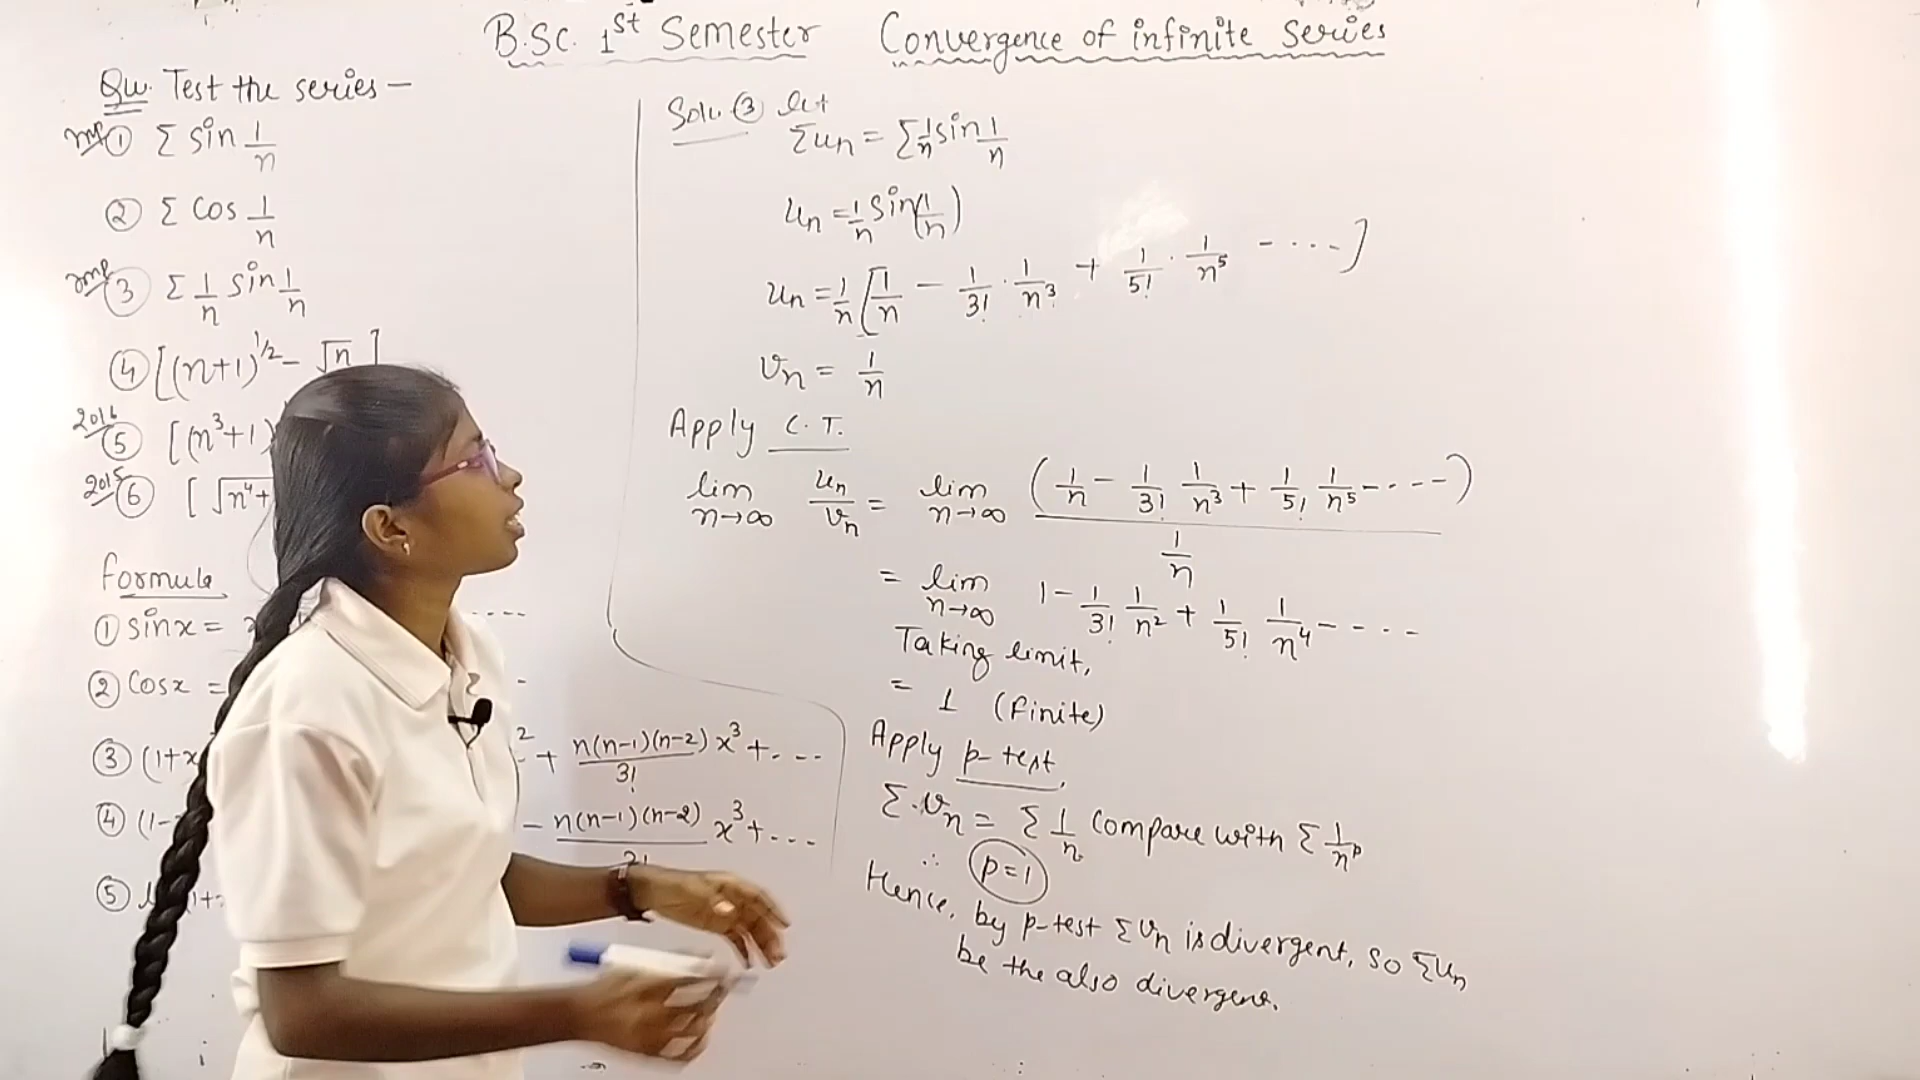 B.Sc. 1st Semester Convergence of infinite Series
Qu. Test the series –
Imp ① Σ sin 1/n
② Σ cos 1/n
Imp ③ Σ 1/n sin 1/n
④ [(n+1)^1/2 – √n ]
2016 ⑤ [(n³+1)
2015 ⑥ [ √n⁴+
formula
① sinx = ----
② Cosx = -
③ (1+x ² + n(n-1)(n-2)/3! x³ + . ---
④ (1- – n(n-1)(n-2) x³ + . ---
⑤ 1+
Solu. ③ let
Σun = Σ 1/n sin 1/n
un = 1/n sin(1/n)
un = 1/n [ 1/n – 1/3! · 1/n³ + 1/5! · 1/n⁵ - ···· ]
vn = 1/n
Apply C.T.
lim n→∞ un/vn = lim n→∞ (1/n – 1/3! 1/n³ + 1/5! 1/n⁵ - - - - -) / 1/n
= lim n→∞ 1 – 1/3! 1/n² + 1/5! 1/n⁴ - - - -
Taking limit,
= 1 (finite)
Apply p-test,
Σ vn = Σ 1/n compare with Σ 1/n^p
∴ p=1
Hence, by p-test Σvn is divergent, so Σun
be the also divergent.